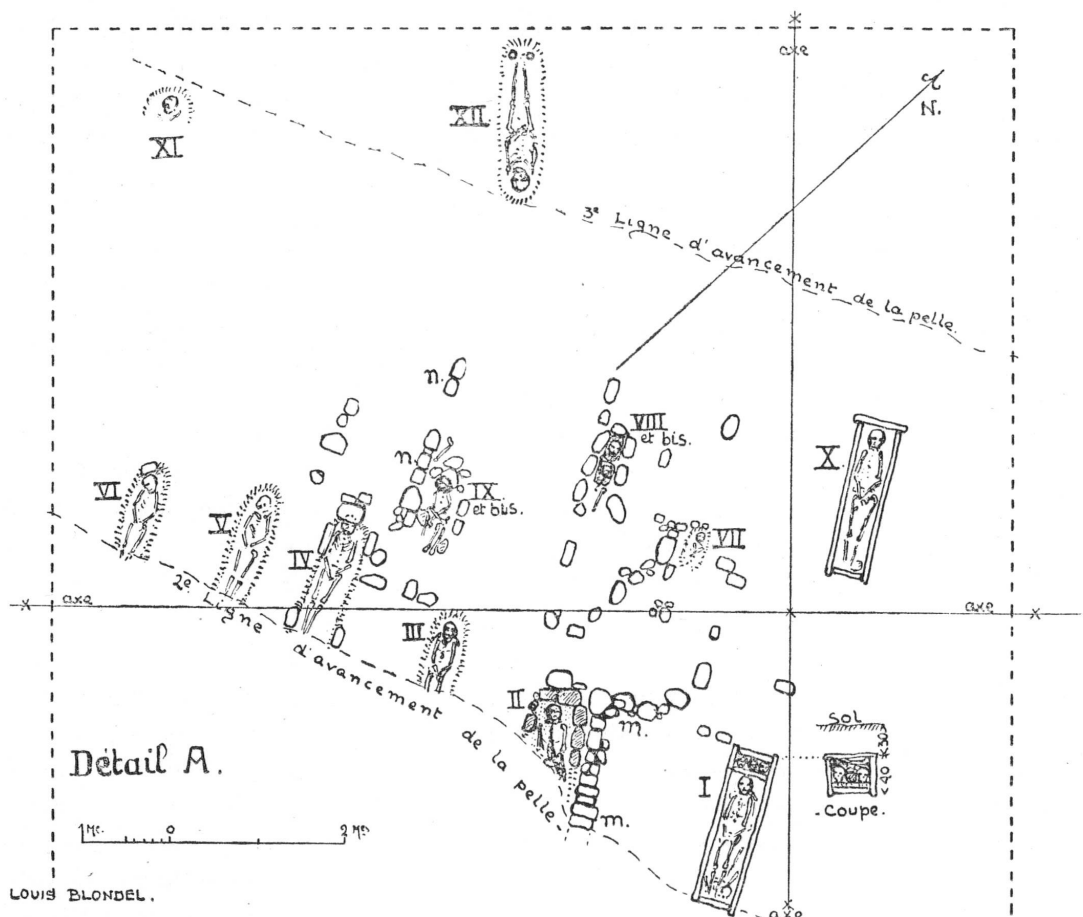 axe
N.
XI
XII.
3e Ligne d'avancement de la pelle.
n.
VIII
et bis.
n.
IX.
et bis.
X.
VI
V
IV
VII
axe
axe
2e Ligne d'avancement de la pelle.
III
II
m.
Sol
30
40
Coupe.
Détail A.
I
m.
1 Mt.
0
2 Mt
LOUIS BLONDEL.
axe